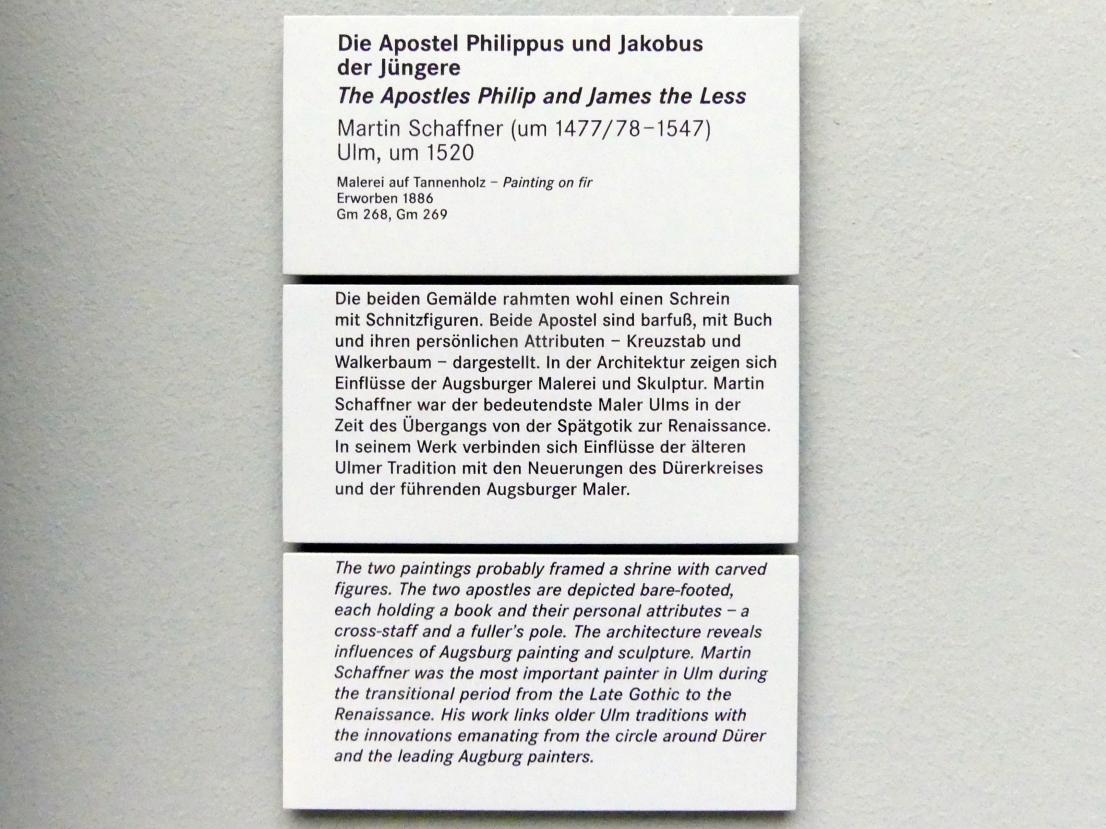 Die Apostel Philippus und Jakobus
der Jüngere
The Apostles Philip and James the Less
Martin Schaffner (um 1477/78–1547)
Ulm, um 1520
Malerei auf Tannenholz – Painting on fir
Erworben 1886
Gm 268, Gm 269
Die beiden Gemälde rahmten wohl einen Schrein
mit Schnitzfiguren. Beide Apostel sind barfuß, mit Buch
und ihren persönlichen Attributen – Kreuzstab und
Walkerbaum – dargestellt. In der Architektur zeigen sich
Einflüsse der Augsburger Malerei und Skulptur. Martin
Schaffner war der bedeutendste Maler Ulms in der
Zeit des Übergangs von der Spätgotik zur Renaissance.
In seinem Werk verbinden sich Einflüsse der älteren
Ulmer Tradition mit den Neuerungen des Dürerkreises
und der führenden Augsburger Maler.
The two paintings probably framed a shrine with carved
figures. The two apostles are depicted bare-footed,
each holding a book and their personal attributes – a
cross-staff and a fuller's pole. The architecture reveals
influences of Augsburg painting and sculpture. Martin
Schaffner was the most important painter in Ulm during
the transitional period from the Late Gothic to the
Renaissance. His work links older Ulm traditions with
the innovations emanating from the circle around Dürer
and the leading Augburg painters.